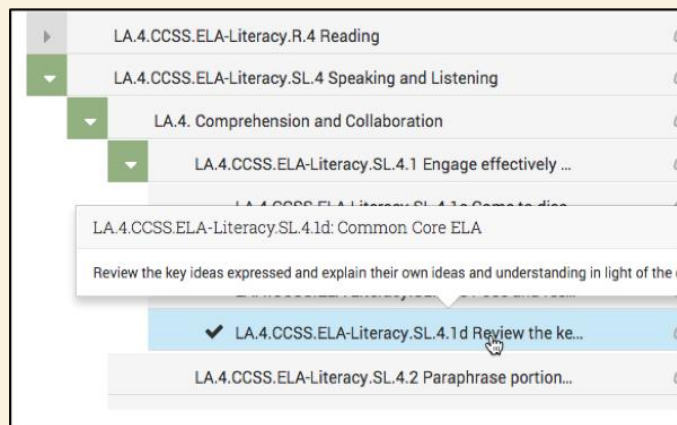 LA.4.CCSS.ELA-Literacy.R.4 Reading
LA.4.CCSS.ELA-Literacy.SL.4 Speaking and Listening
LA.4. Comprehension and Collaboration
LA.4.CCSS.ELA-Literacy.SL.4.1 Engage effectively ...
LA.4.CCSS.ELA-Literacy.SL.4.1d: Common Core ELA
Review the key ideas expressed and explain their own ideas and understanding in light of the
LA.4.CCSS.ELA-Literacy.SL.4.1d Review the ke...
LA.4.CCSS.ELA-Literacy.SL.4.2 Paraphrase portion...